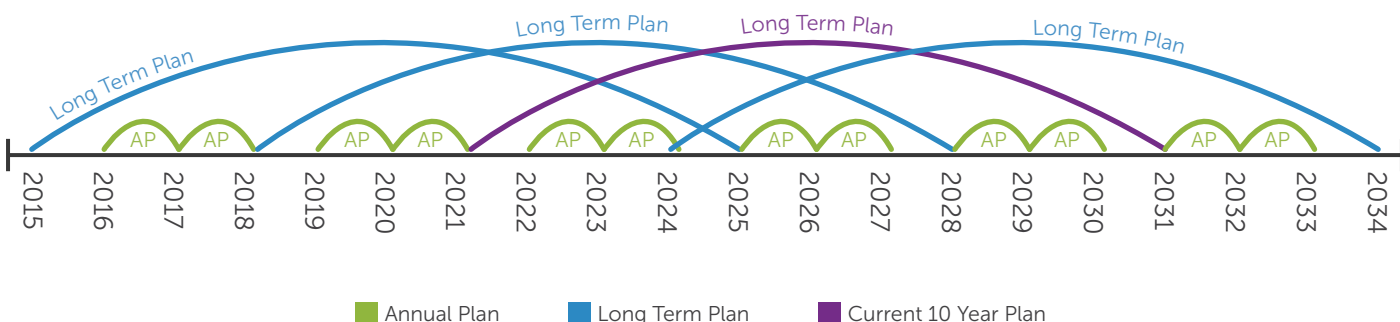 Long Term Plan
Long Term Plan
Long Term Plan
Long Term Plan
AP AP AP AP AP AP AP AP AP AP AP AP
2015 2016 2017 2018 2019 2020 2021 2022 2023 2024 2025 2026 2027 2028 2029 2030 2031 2032 2033 2034
Annual Plan Long Term Plan Current 10 Year Plan